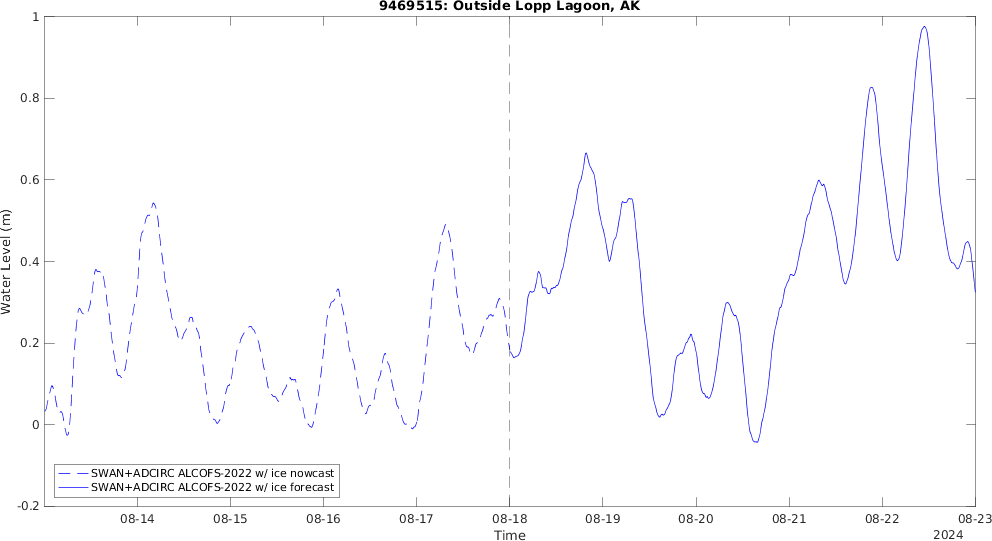 9469515: Outside Lopp Lagoon, AK
1
0.8
0.6
0.4
0.2
0
-0.2
Water Level (m)
SWAN+ADCIRC ALCOFS-2022 w/ ice nowcast
SWAN+ADCIRC ALCOFS-2022 w/ ice forecast
08-14 08-15 08-16 08-17 08-18 08-19 08-20 08-21 08-22 08-23
Time
2024